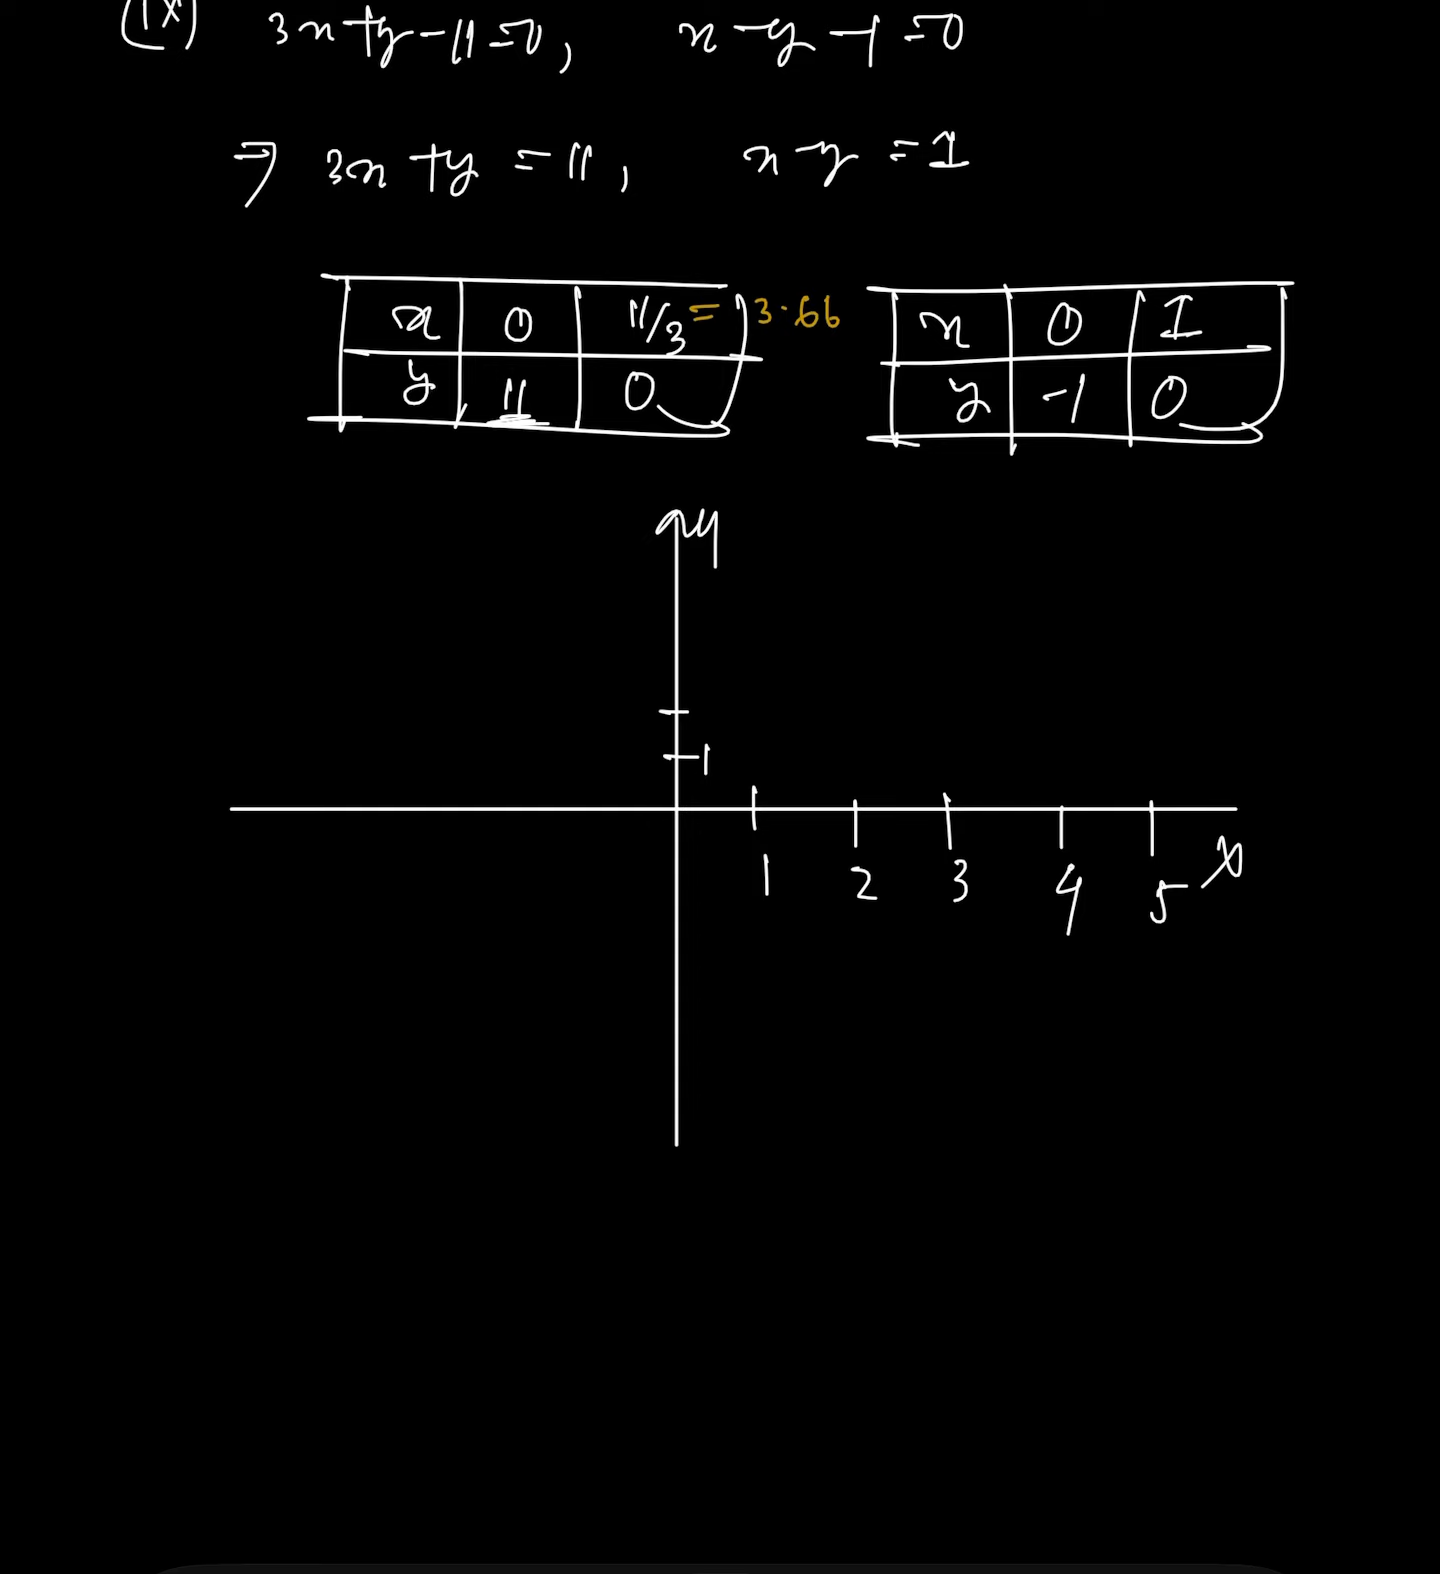 (ix) 3x+y-11=0, x-y-1=0
⇒ 3x+y=11, x-y=1
x 0 11/3 = 3.66 x 0 1
y 11 0 y -1 0
y
1
1 2 3 4 5 x